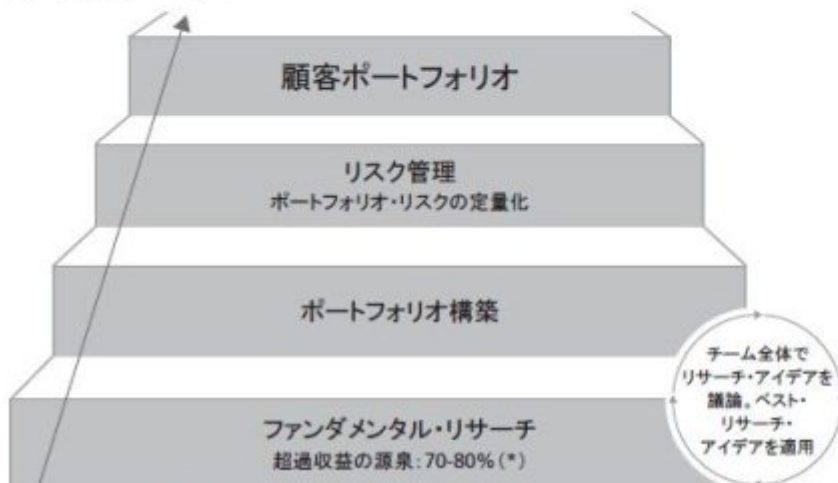 顧客ポートフォリオ
リスク管理
ポートフォリオ・リスクの定量化
ポートフォリオ構築
チーム全体で
リサーチ・アイデアを
議論。ベスト・
リサーチ・
アイデアを適用
ファンダメンタル・リサーチ
超過収益の源泉:70-80%(*)